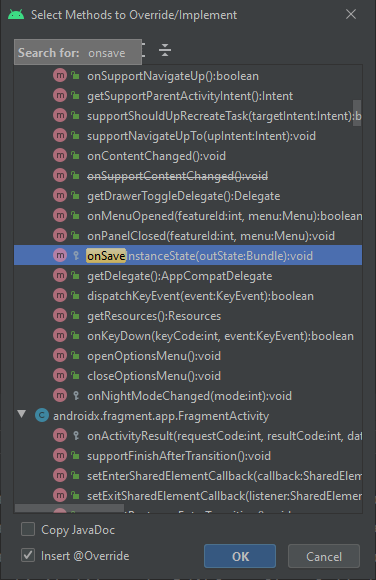 Select Methods to Override/Implement
Search for: onsave
m onSupportNavigateUp():boolean
m getSupportParentActivityIntent():Intent
m supportShouldUpRecreateTask(targetIntent:Intent):b
m supportNavigateUpTo(upIntent:Intent):void
m onContentChanged():void
m onSupportContentChanged():void
m getDrawerToggleDelegate():Delegate
m onMenuOpened(featureId:int, menu:Menu):boolean
m onPanelClosed(featureId:int, menu:Menu):void
m onSaveInstanceState(outState:Bundle):void
m getDelegate():AppCompatDelegate
m dispatchKeyEvent(event:KeyEvent):boolean
m getResources():Resources
m onKeyDown(keyCode:int, event:KeyEvent):boolean
m openOptionsMenu():void
m closeOptionsMenu():void
m onNightModeChanged(mode:int):void
C androidx.fragment.app.FragmentActivity
m onActivityResult(requestCode:int, resultCode:int, dat
m supportFinishAfterTransition():void
m setEnterSharedElementCallback(callback:SharedElem
m setExitSharedElementCallback(listener:SharedElemen
Copy JavaDoc
Insert @Override
OK Cancel